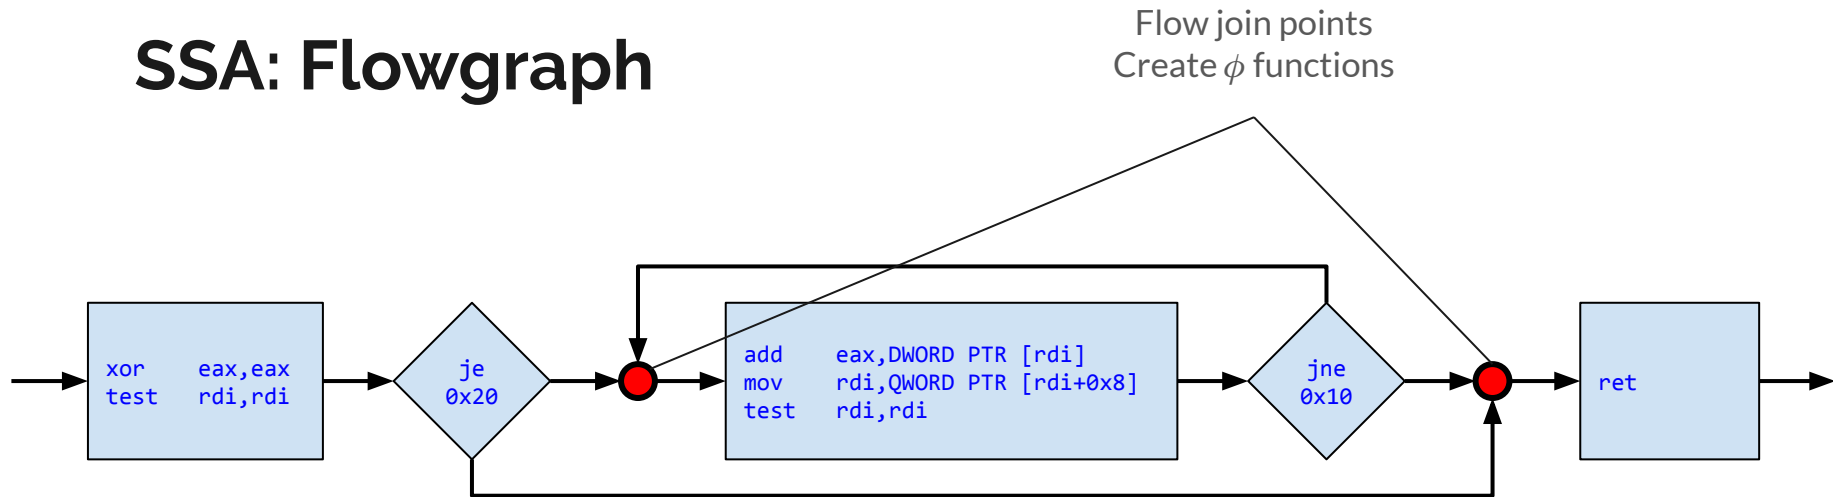 SSA: Flowgraph
Flow join points
Create ϕ functions
xor eax,eax
test rdi,rdi
je
0x20
add eax,DWORD PTR [rdi]
mov rdi,QWORD PTR [rdi+0x8]
test rdi,rdi
jne
0x10
ret